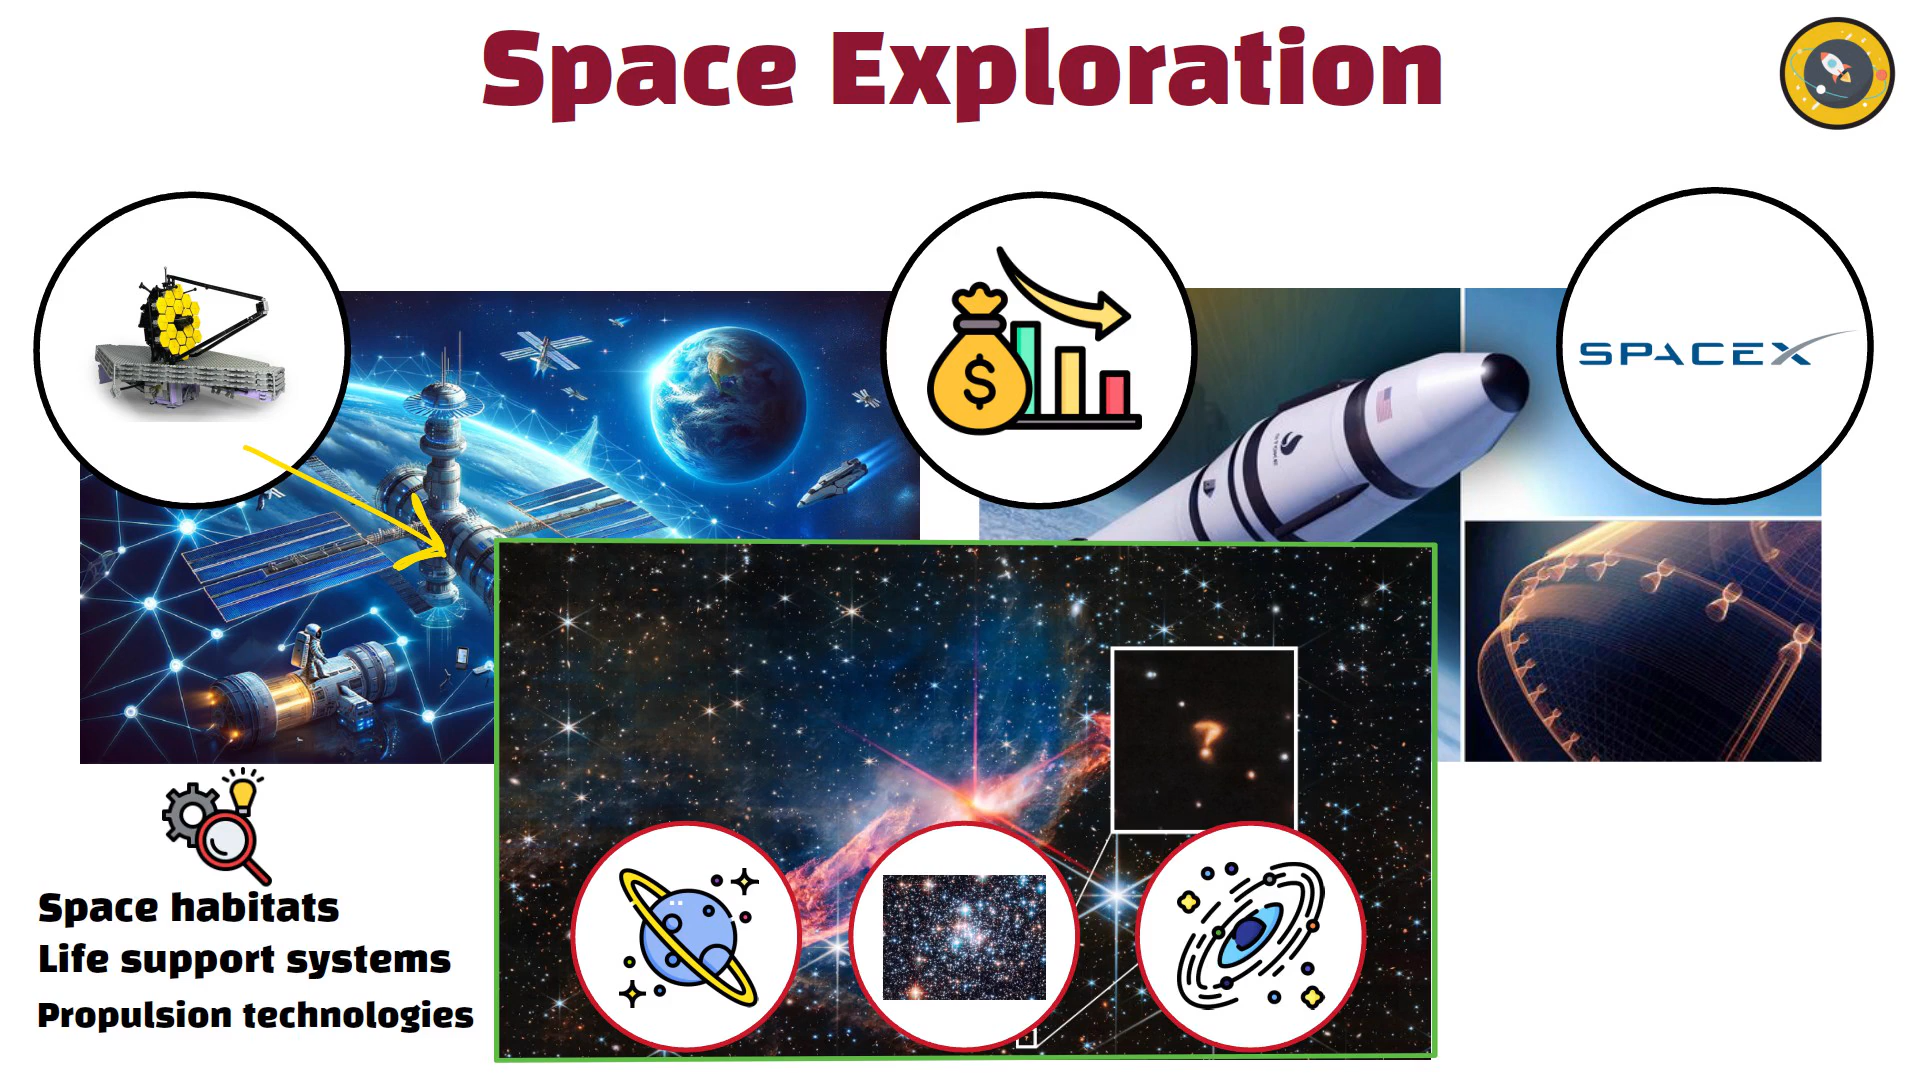 Space Exploration
$
SPACEX
?
Space habitats
Life support systems
Propulsion technologies